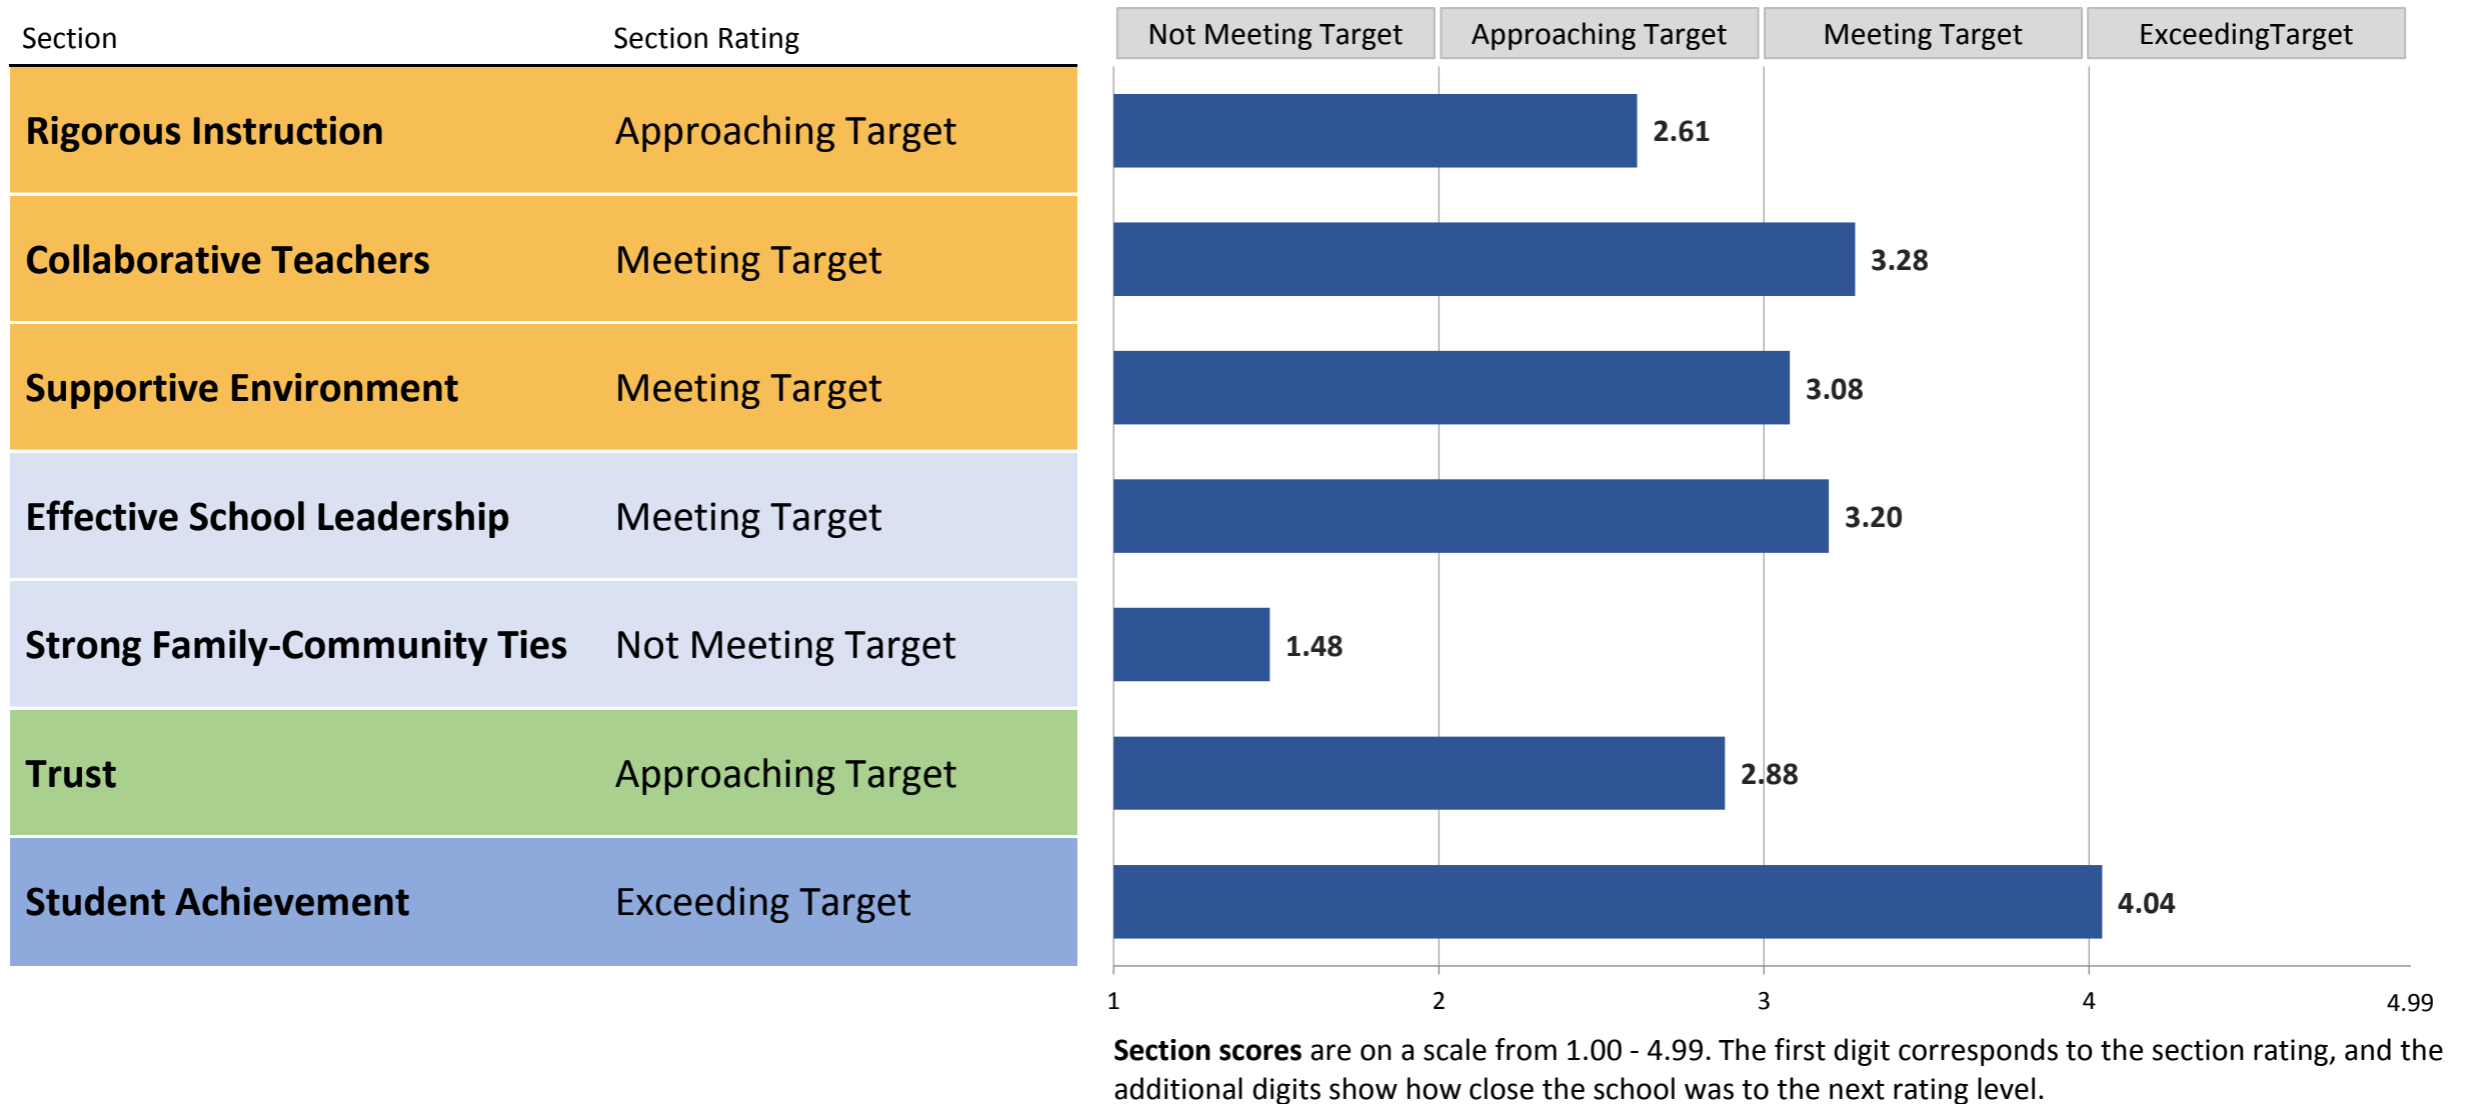 Section Section Rating Not Meeting Target Approaching Target Meeting Target ExceedingTarget
Rigorous Instruction Approaching Target 2.61
Collaborative Teachers Meeting Target 3.28
Supportive Environment Meeting Target 3.08
Effective School Leadership Meeting Target 3.20
Strong Family-Community Ties Not Meeting Target 1.48
Trust Approaching Target 2.88
Student Achievement Exceeding Target 4.04
1 2 3 4 4.99
Section scores are on a scale from 1.00 - 4.99. The first digit corresponds to the section rating, and the
additional digits show how close the school was to the next rating level.